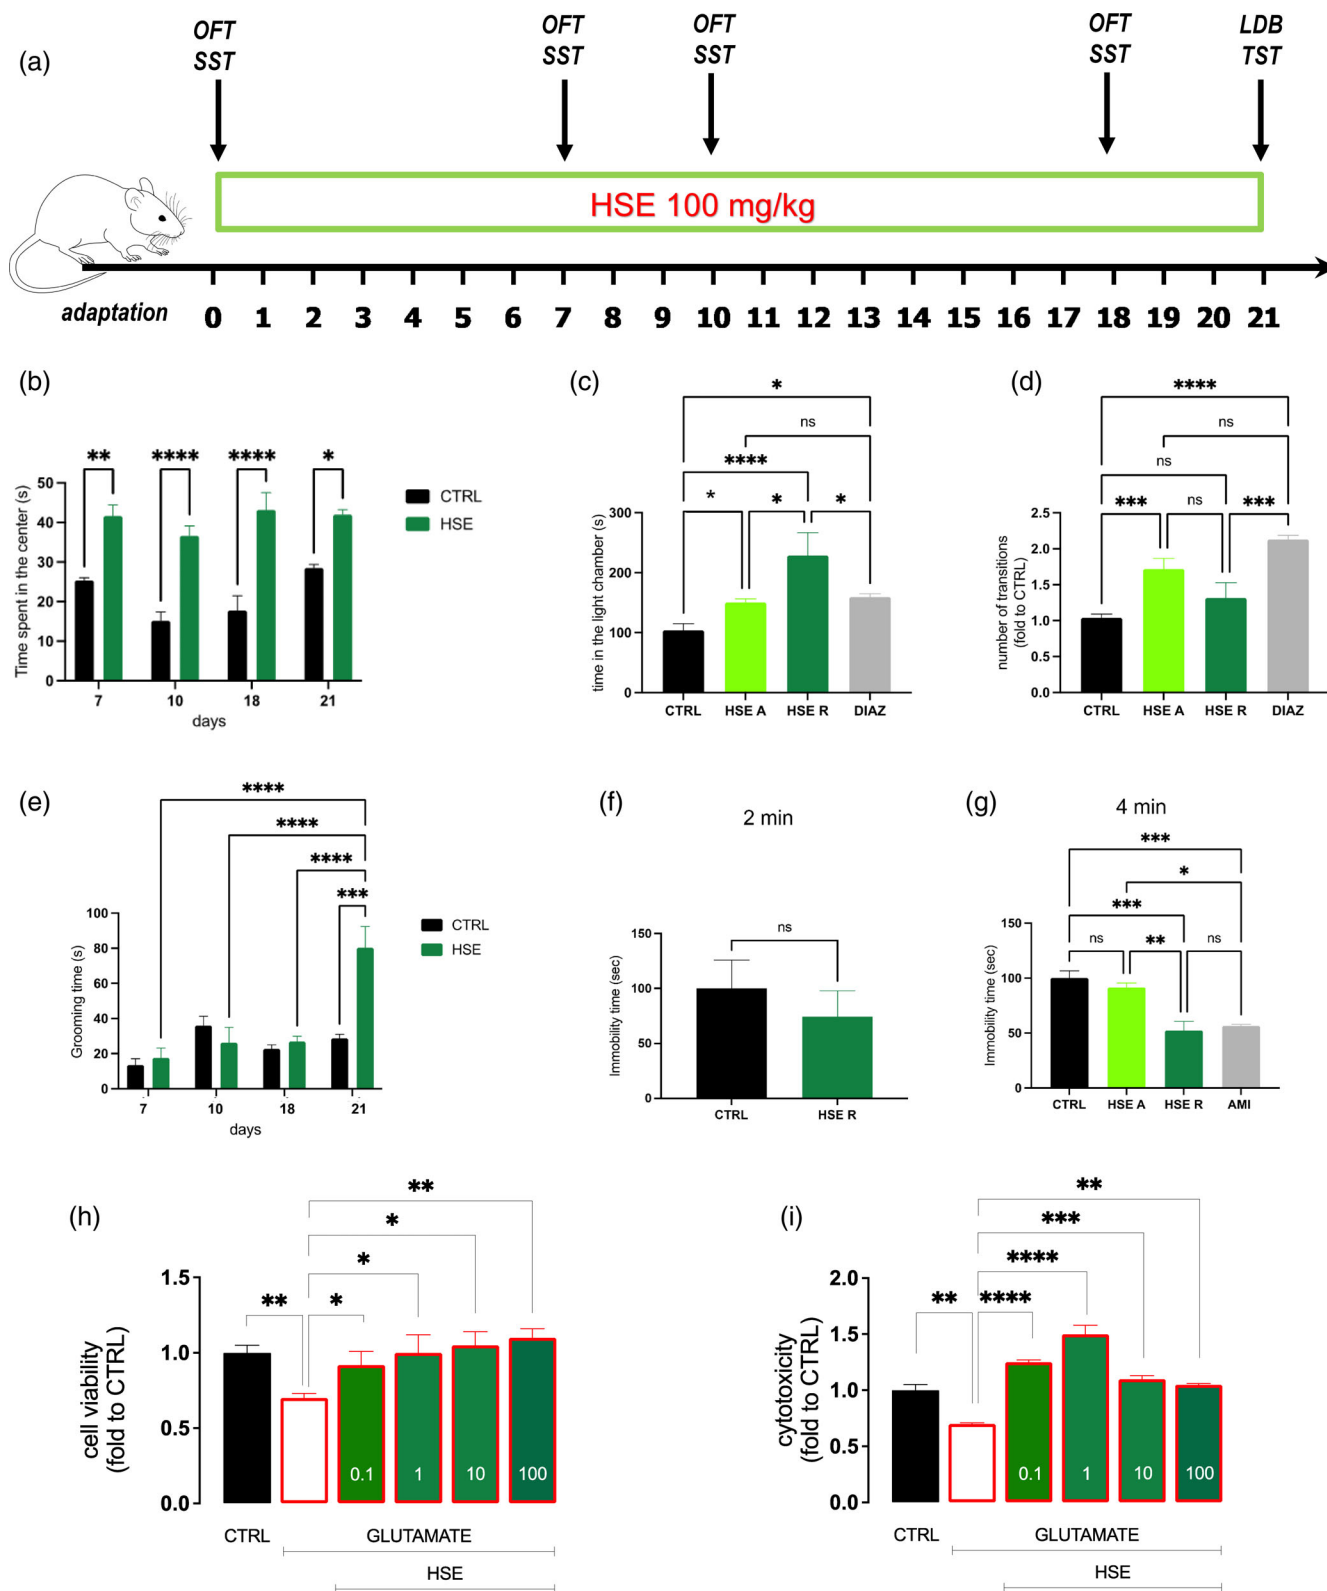 (a)
OFT OFT OFT OFT LDB
SST SST SST SST TST
HSE 100 mg/kg
adaptation 0 1 2 3 4 5 6 7 8 9 10 11 12 13 14 15 16 17 18 19 20 21
(b)
** **** **** *
Time spent in the center (s)
50
40
30
20
10
0
7 10 18 21
days
CTRL
HSE
(c)
*
ns
****
* * *
time in the light chamber (s)
300
200
100
0
CTRL HSE A HSE R DIAZ
(d)
****
ns
ns
*** ns ***
number of transitions
(fold to CTRL)
2.5
2.0
1.5
1.0
0.5
0.0
CTRL HSE A HSE R DIAZ
(e)
****
****
****
***
Grooming time (s)
100
80
60
40
20
0
7 10 18 21
days
CTRL
HSE
(f)
2 min
ns
Immobility time (sec)
150
100
50
0
CTRL HSE R
(g)
4 min
***
*
***
ns ** ns
Immobility time (sec)
150
100
50
0
CTRL HSE A HSE R AMI
(h)
**
*
*
** *
cell viability
(fold to CTRL)
1.5
1.0
0.5
0.0
0.1 1 10 100
CTRL GLUTAMATE
HSE
(i)
**
***
****
** ****
cytotoxicity
(fold to CTRL)
2.0
1.5
1.0
0.5
0.0
0.1 1 10 100
CTRL GLUTAMATE
HSE